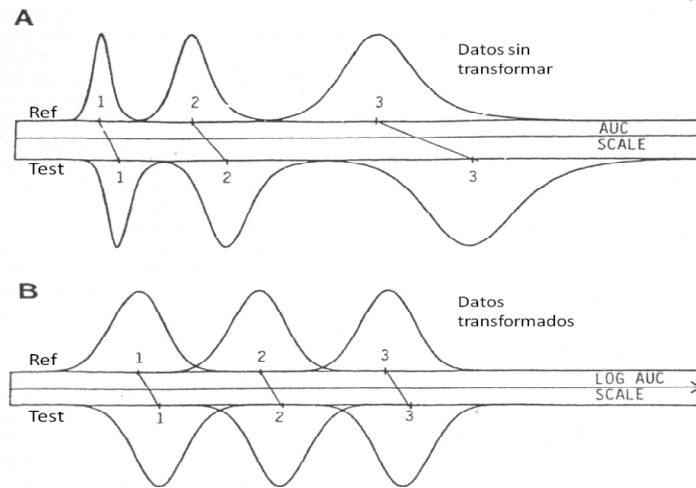 A
Datos sin
transformar
1 2 3
Ref
AUC
SCALE
Test
1 2 3
B
Datos
transformados
1 2 3
Ref
LOG AUC
SCALE
Test
1 2 3